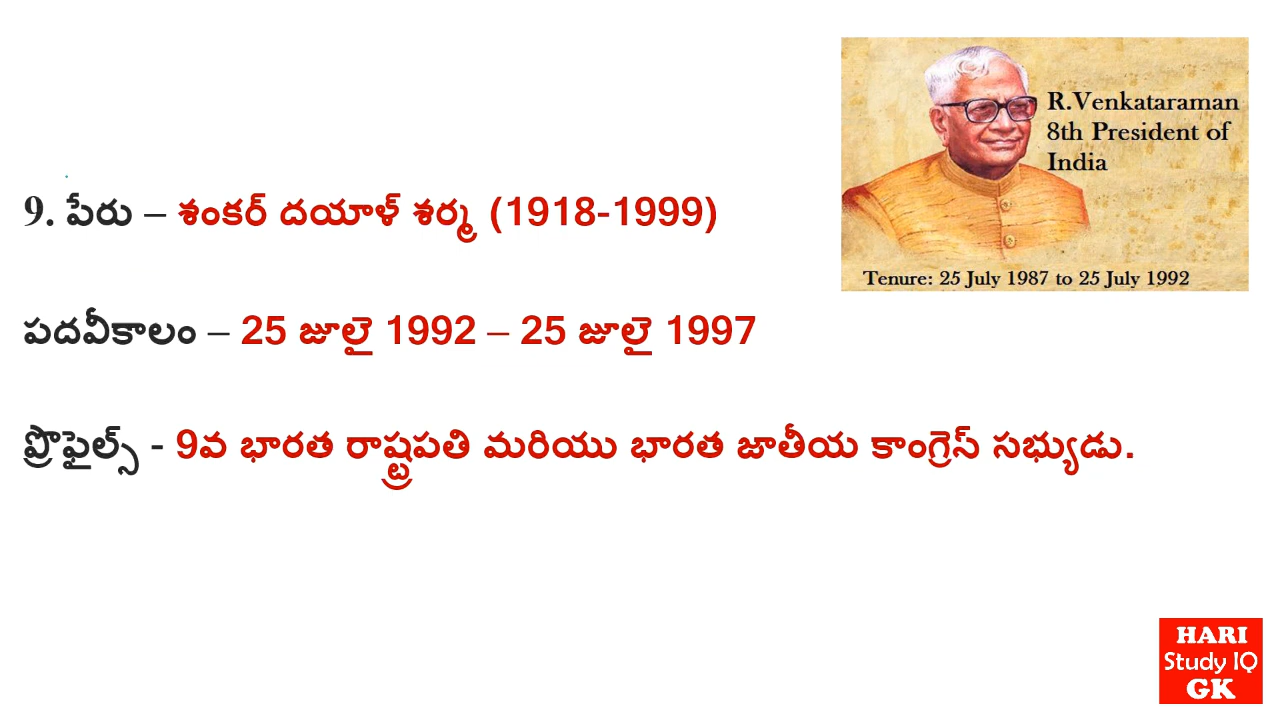 R.Venkataraman
8th President of
India
Tenure: 25 July 1987 to 25 July 1992
9. పేరు – శంకర్ దయాళ్ శర్మ (1918-1999)
పదవీకాలం – 25 జూలై 1992 – 25 జూలై 1997
ప్రొఫైల్స్ - 9వ భారత రాష్ట్రపతి మరియు భారత జాతీయ కాంగ్రెస్ సభ్యుడు.
HARI
Study IQ
GK